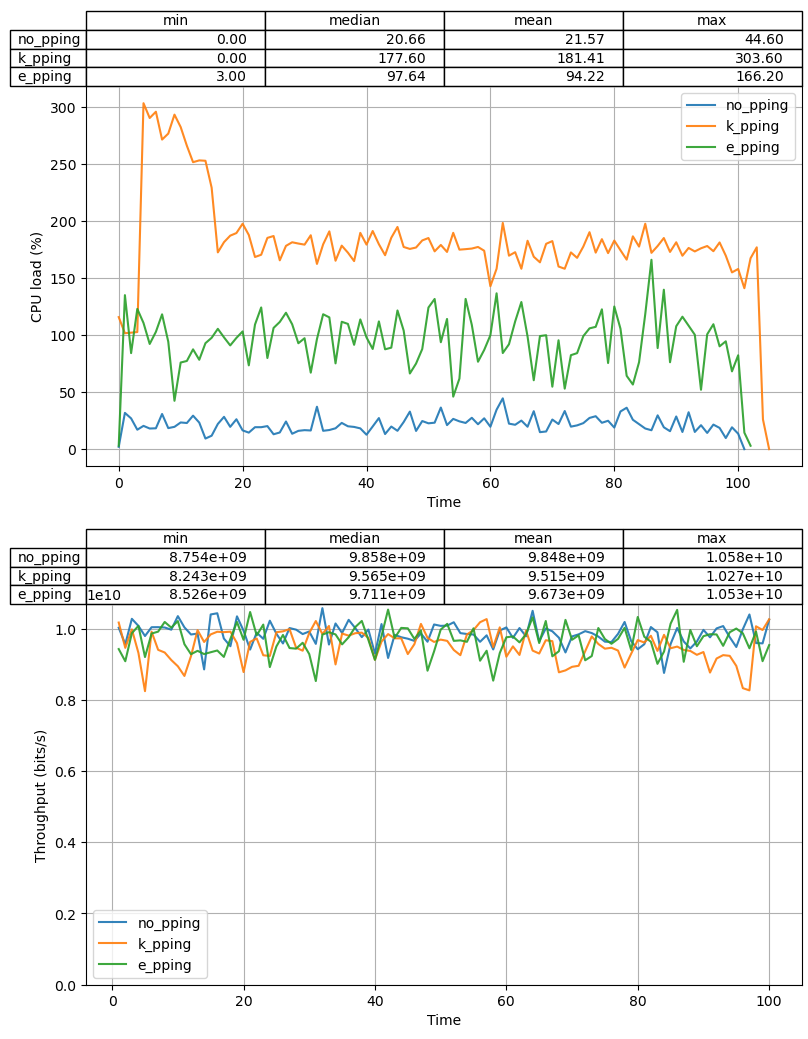 min median mean max
no_pping 0.00 20.66 21.57 44.60
k_pping 0.00 177.60 181.41 303.60
e_pping 3.00 97.64 94.22 166.20
300
250
200
150
100
50
0
CPU load (%)
no_pping
k_pping
e_pping
0 20 40 60 80 100
Time
min median mean max
no_pping 8.754e+09 9.858e+09 9.848e+09 1.058e+10
k_pping 8.243e+09 9.565e+09 9.515e+09 1.027e+10
e_pping 8.526e+09 9.711e+09 9.673e+09 1.053e+10
1e10
1.0
0.8
0.6
0.4
0.2
0.0
Throughput (bits/s)
no_pping
k_pping
e_pping
0 20 40 60 80 100
Time